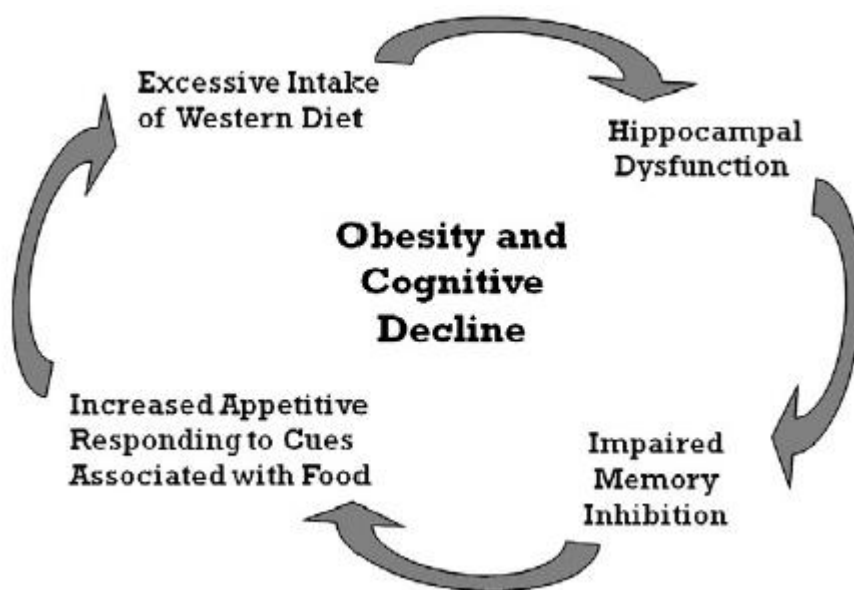 Excessive Intake
of Western Diet
Hippocampal
Dysfunction
Obesity and
Cognitive
Decline
Increased Appetitive
Responding to Cues
Associated with Food
Impaired
Memory
Inhibition